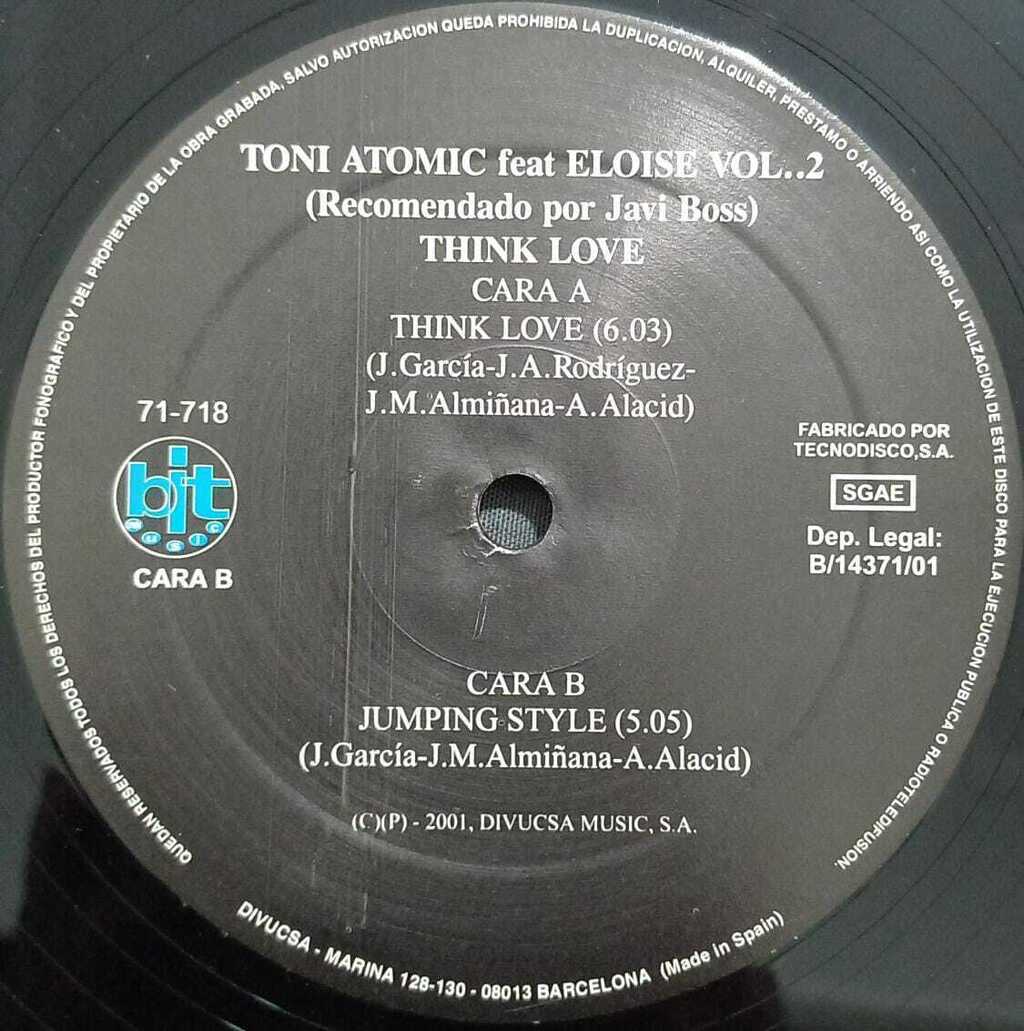 QUEDAN RESERVADOS TODOS LOS DERECHOS DEL PRODUCTOR FONOGRAFICO Y DEL PROPIETARIO DE LA OBRA GRABADA, SALVO AUTORIZACION QUEDA PROHIBIDA LA DUPLICACION, ALQUILER, PRESTAMO O ARRIENDO ASI COMO LA UTILIZACION DE ESTE DISCO PARA LA EJECUCION PUBLICA O RADIOTELEDIFUSION.
TONI ATOMIC feat ELOISE VOL..2
(Recomendado por Javi Boss)
THINK LOVE
CARA A
THINK LOVE (6.03)
(J.García-J.A.Rodríguez-
J.M.Almiñana-A.Alacid)
71-718
bit
MUSIC
CARA B
FABRICADO POR
TECNODISCO,S.A.
SGAE
Dep. Legal:
B/14371/01
CARA B
JUMPING STYLE (5.05)
(J.García-J.M.Almiñana-A.Alacid)
(C)(P) - 2001, DIVUCSA MUSIC, S.A.
DIVUCSA - MARINA 128-130 - 08013 BARCELONA (Made in Spain)